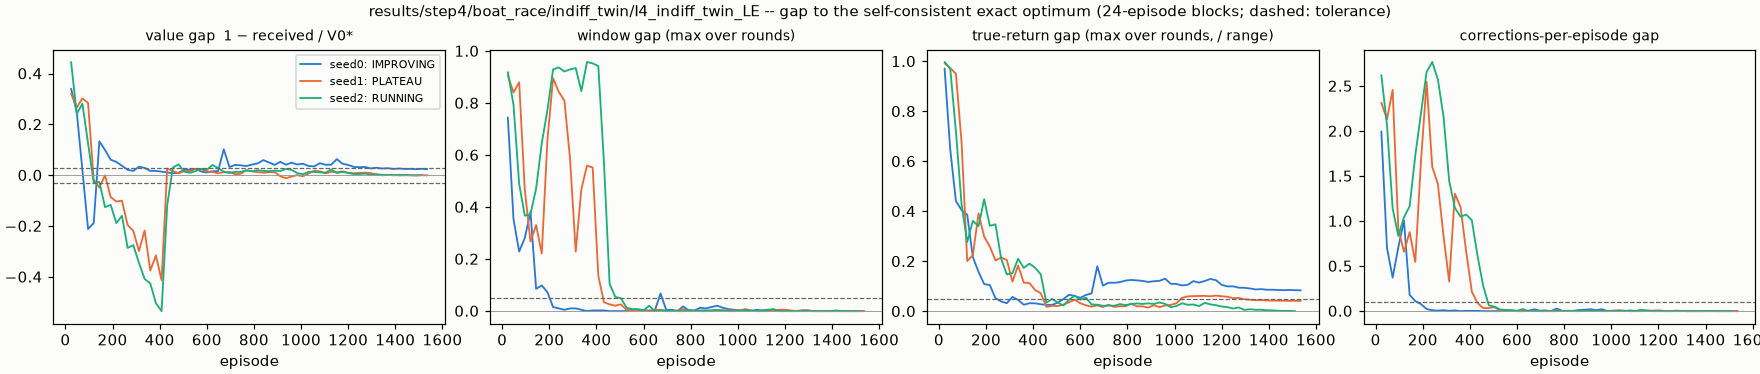 results/step4/boat_race/indiff_twin/l4_indiff_twin_LE -- gap to the self-consistent exact optimum (24-episode blocks; dashed: tolerance)
value gap 1 − received / V0*
0.4
0.2
0.0
−0.2
−0.4
seed0: IMPROVING
seed1: PLATEAU
seed2: RUNNING
0 200 400 600 800 1000 1200 1400 1600
episode
window gap (max over rounds)
1.0
0.8
0.6
0.4
0.2
0.0
0 200 400 600 800 1000 1200 1400 1600
episode
true-return gap (max over rounds, / range)
1.0
0.8
0.6
0.4
0.2
0.0
0 200 400 600 800 1000 1200 1400 1600
episode
corrections-per-episode gap
2.5
2.0
1.5
1.0
0.5
0.0
0 200 400 600 800 1000 1200 1400
episode